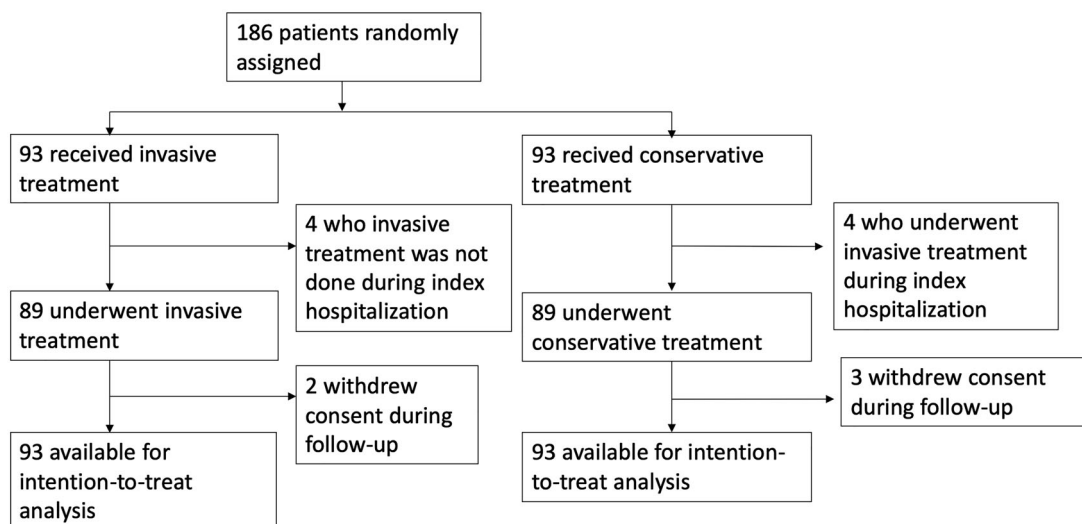 186 patients randomly
assigned
93 received invasive
treatment
93 recived conservative
treatment
4 who invasive
treatment was not
done during index
hospitalization
4 who underwent
invasive treatment
during index
hospitalization
89 underwent invasive
treatment
89 underwent
conservative treatment
2 withdrew
consent during
follow-up
3 withdrew consent
during follow-up
93 available for
intention-to-treat
analysis
93 available for intention-
to-treat analysis